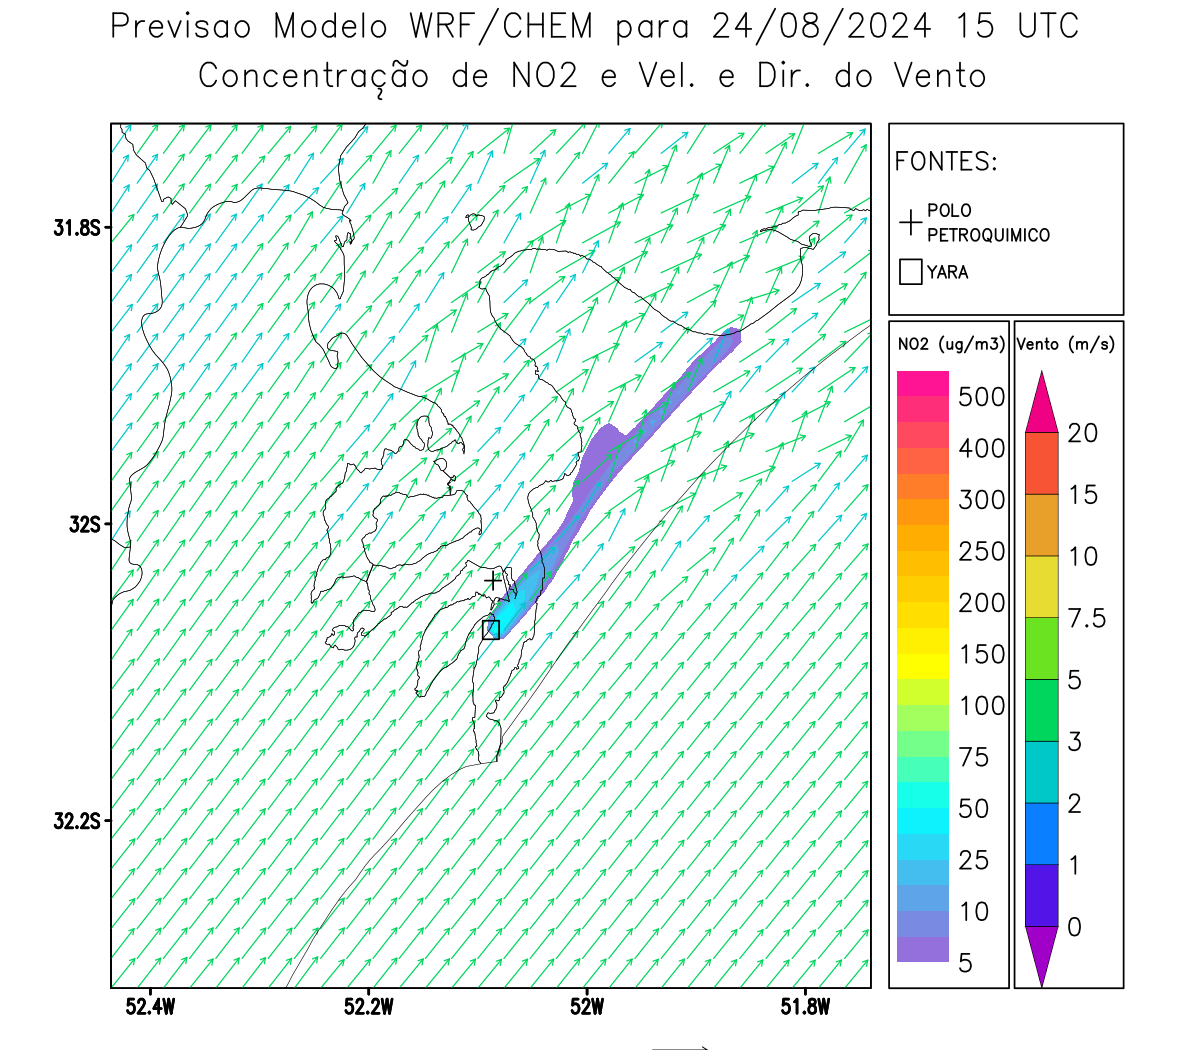 Previsao Modelo WRF/CHEM para 24/08/2024 15 UTC
Concentração de NO2 e Vel. e Dir. do Vento
FONTES:
POLO
PETROQUIMICO
YARA
31.8S
32S
32.2S
52.4W
52.2W
52W
51.8W
NO2 (ug/m3)
500
400
300
250
200
150
100
75
50
25
10
5
Vento (m/s)
20
15
10
7.5
5
3
2
1
0